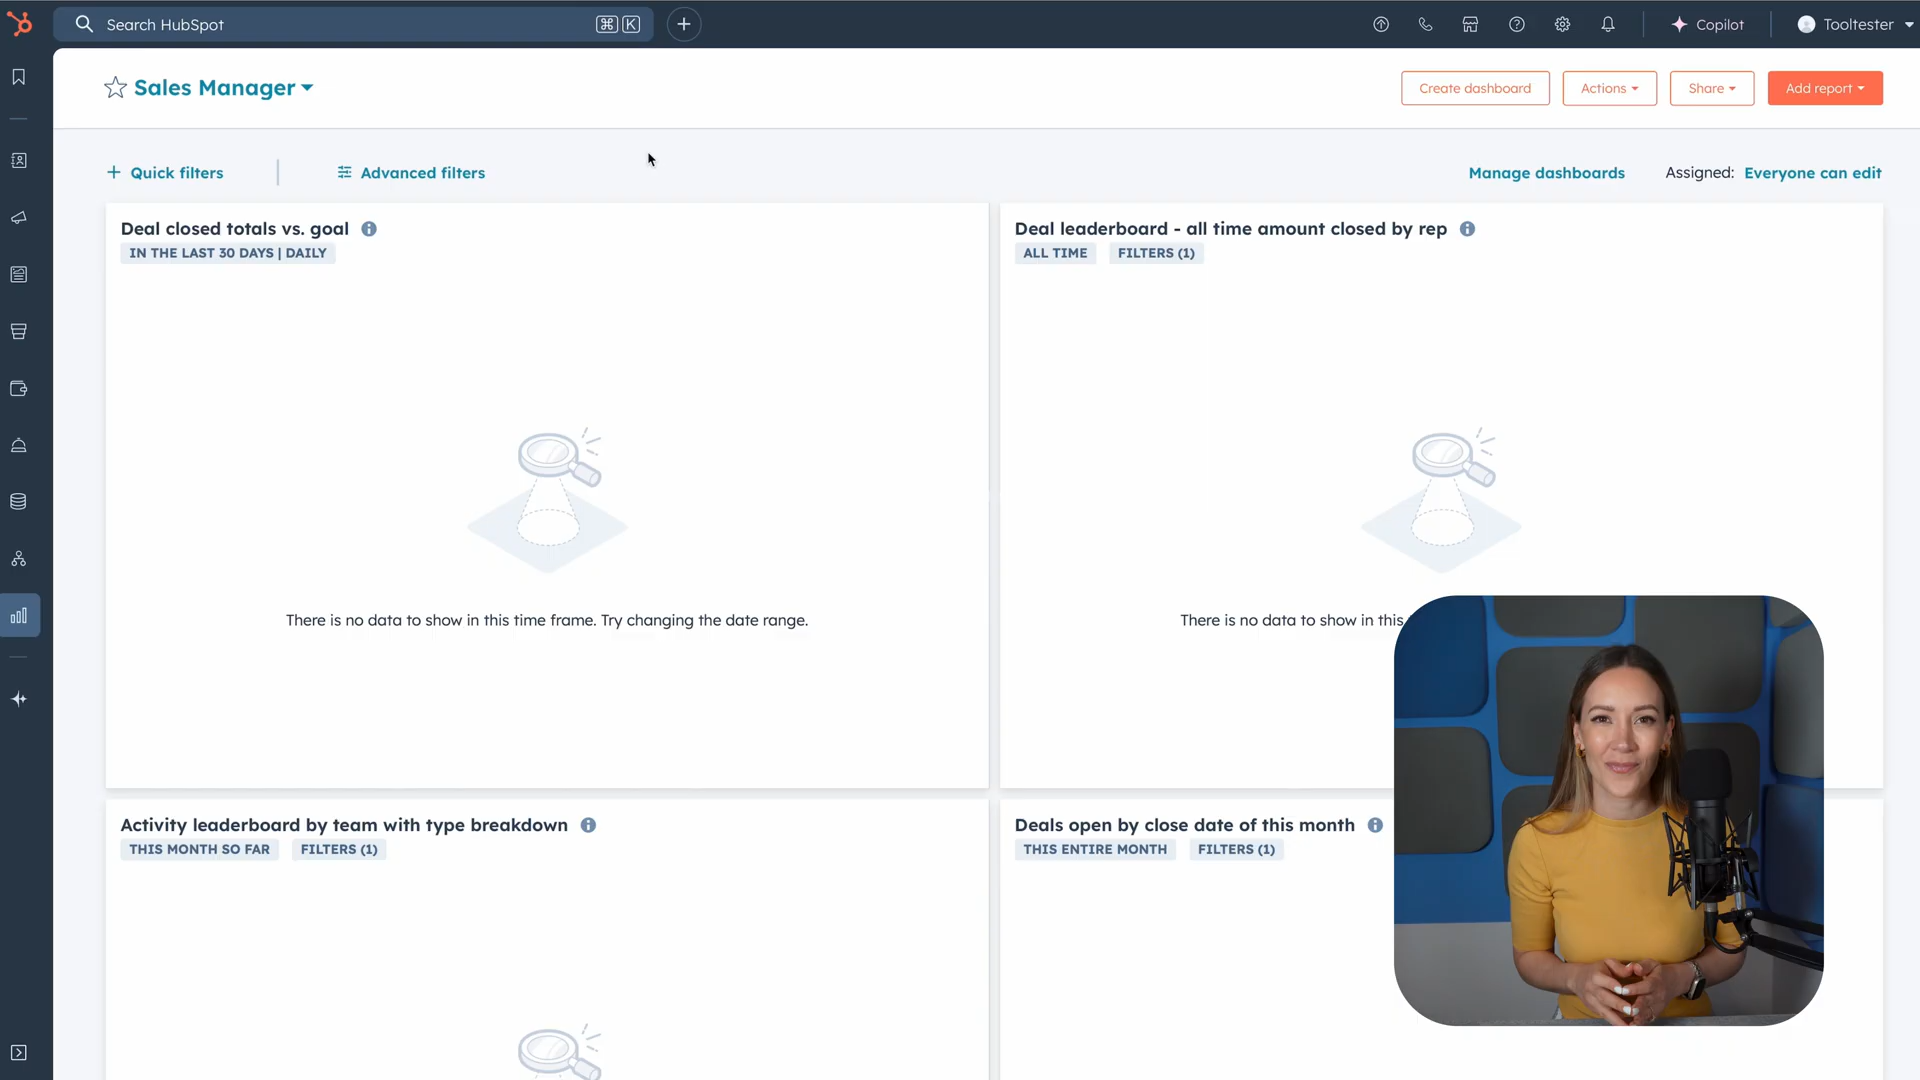 Search HubSpot
⌘ K
Copilot
Tooltester
Sales Manager
Create dashboard
Actions
Share
Add report
Quick filters
Advanced filters
Manage dashboards
Assigned: Everyone can edit
Deal closed totals vs. goal
IN THE LAST 30 DAYS | DAILY
There is no data to show in this time frame. Try changing the date range.
Deal leaderboard - all time amount closed by rep
ALL TIME
FILTERS (1)
There is no data to show in this
Activity leaderboard by team with type breakdown
THIS MONTH SO FAR
FILTERS (1)
Deals open by close date of this month
THIS ENTIRE MONTH
FILTERS (1)